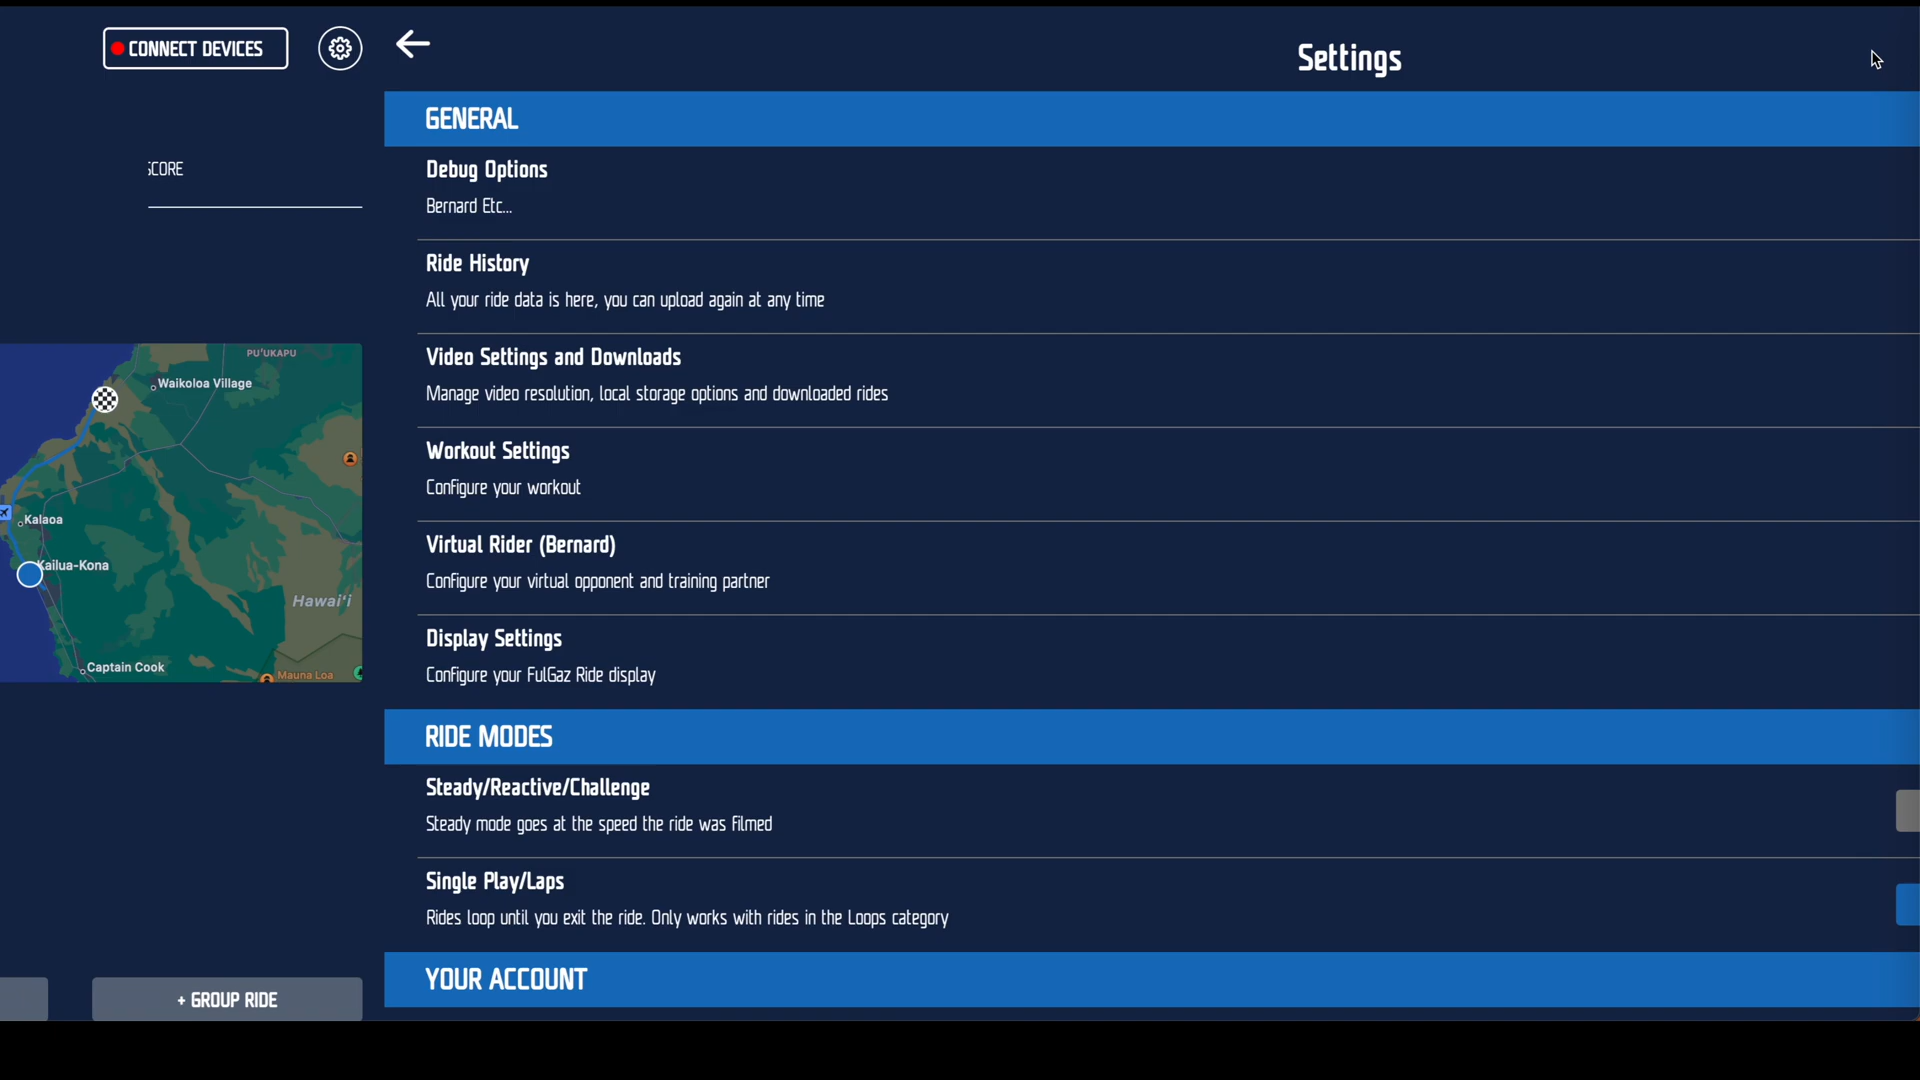 CONNECT DEVICES
Settings
CORE
PU'UKAPU
Waikoloa Village
Kalaoa
Kailua-Kona
Hawai'i
Captain Cook
Mauna Loa
+ GROUP RIDE
GENERAL
Debug Options
Bernard Etc...
Ride History
All your ride data is here, you can upload again at any time
Video Settings and Downloads
Manage video resolution, local storage options and downloaded rides
Workout Settings
Configure your workout
Virtual Rider (Bernard)
Configure your virtual opponent and training partner
Display Settings
Configure your FulGaz Ride display
RIDE MODES
Steady/Reactive/Challenge
Steady mode goes at the speed the ride was filmed
Single Play/Laps
Rides loop until you exit the ride. Only works with rides in the Loops category
YOUR ACCOUNT